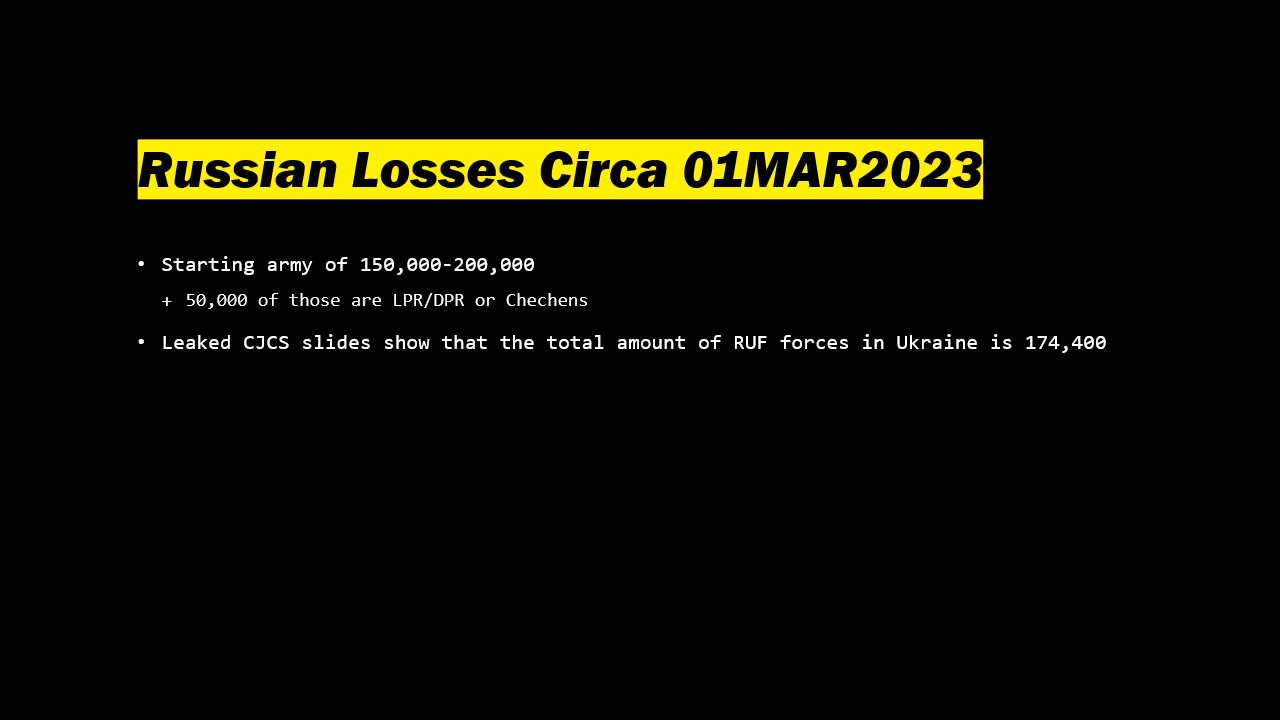 Russian Losses Circa 01MAR2023
• Starting army of 150,000-200,000
+ 50,000 of those are LPR/DPR or Chechens
• Leaked CJCS slides show that the total amount of RUF forces in Ukraine is 174,400